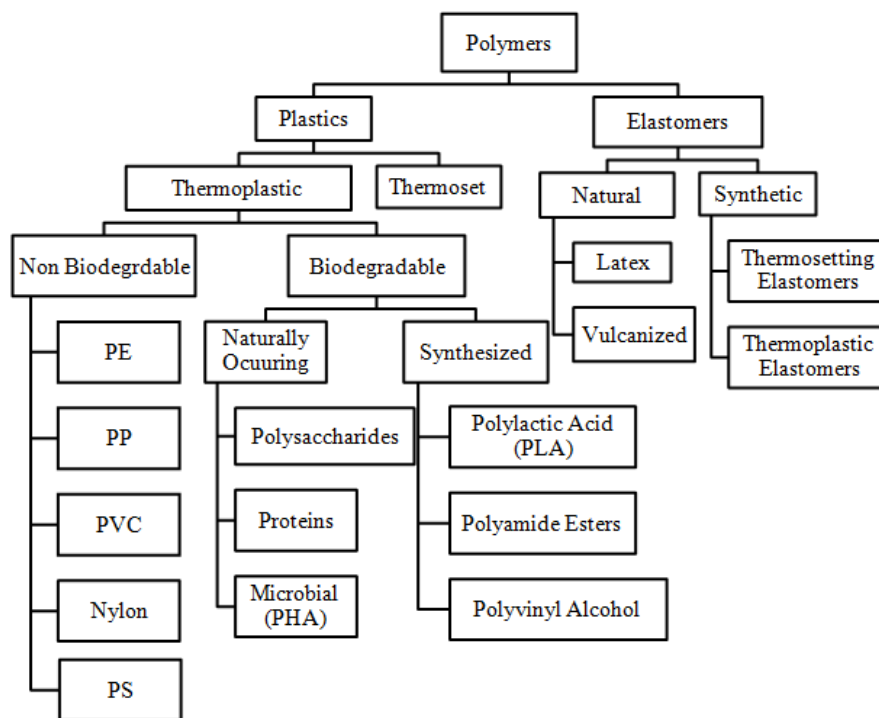 Polymers
Plastics
Elastomers
Thermoplastic
Thermoset
Natural
Synthetic
Non Biodegrdable
Biodegradable
Latex
Thermosetting
Elastomers
Vulcanized
Thermoplastic
Elastomers
PE
Naturally
Ocuuring
Synthesized
PP
Polysaccharides
Polylactic Acid
(PLA)
PVC
Proteins
Polyamide Esters
Nylon
Microbial
(PHA)
Polyvinyl Alcohol
PS